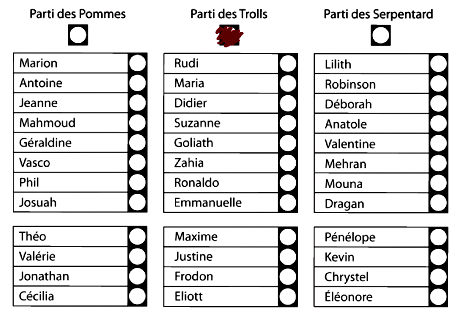 Parti des Pommes
Marion
Antoine
Jeanne
Mahmoud
Géraldine
Vasco
Phil
Josuah
Théo
Valérie
Jonathan
Cécilia
Parti des Trolls
Rudi
Maria
Didier
Suzanne
Goliath
Zahia
Ronaldo
Emmanuelle
Maxime
Justine
Frodon
Eliott
Parti des Serpentard
Lilith
Robinson
Déborah
Anatole
Valentine
Mehran
Mouna
Dragan
Pénélope
Kevin
Chrystel
Éléonore